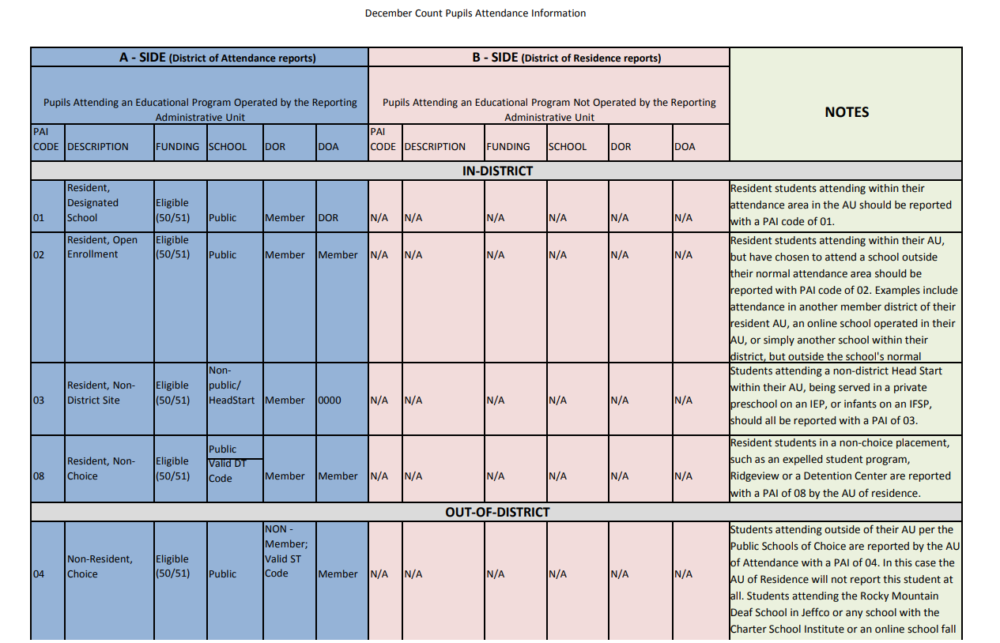 December Count Pupils Attendance Information
A - SIDE (District of Attendance reports)
B - SIDE (District of Residence reports)
NOTES
Pupils Attending an Educational Program Operated by the Reporting
Administrative Unit
Pupils Attending an Educational Program Not Operated by the Reporting
Administrative Unit
PAI
CODE DESCRIPTION FUNDING SCHOOL DOR DOA
PAI
CODE DESCRIPTION FUNDING SCHOOL DOR DOA
IN-DISTRICT
01
Resident,
Designated
School
Eligible
(50/51)
Public
Member
DOR
N/A N/A N/A N/A N/A N/A
Resident students attending within their
attendance area in the AU should be reported
with a PAI code of 01.
02
Resident, Open
Enrollment
Eligible
(50/51)
Public
Member
Member
N/A N/A N/A N/A N/A N/A
Resident students attending within their AU,
but have chosen to attend a school outside
their normal attendance area should be
reported with PAI code of 02. Examples include
attendance in another member district of their
resident AU, an online school operated in their
AU, or simply another school within their
district, but outside the school's normal
03
Resident, Non-
District Site
Eligible
(50/51)
Non-
public/
HeadStart
Member
0000
N/A N/A N/A N/A N/A N/A
Students attending a non-district Head Start
within their AU, being served in a private
preschool on an IEP, or infants on an IFSP,
should all be reported with a PAI of 03.
08
Resident, Non-
Choice
Eligible
(50/51)
Public
Valid DT
Code
Member
Member
N/A N/A N/A N/A N/A N/A
Resident students in a non-choice placement,
such as an expelled student program,
Ridgeview or a Detention Center are reported
with a PAI of 08 by the AU of residence.
OUT-OF-DISTRICT
04
Non-Resident,
Choice
Eligible
(50/51)
Public
NON -
Member;
Valid ST
Code
Member
N/A N/A N/A N/A N/A N/A
Students attending outside of their AU per the
Public Schools of Choice are reported by the AU
of Attendance with a PAI of 04. In this case the
AU of Residence will not report this student at
all. Students attending the Rocky Mountain
Deaf School in Jeffco or any school with the
Charter School Institute or an online school fall